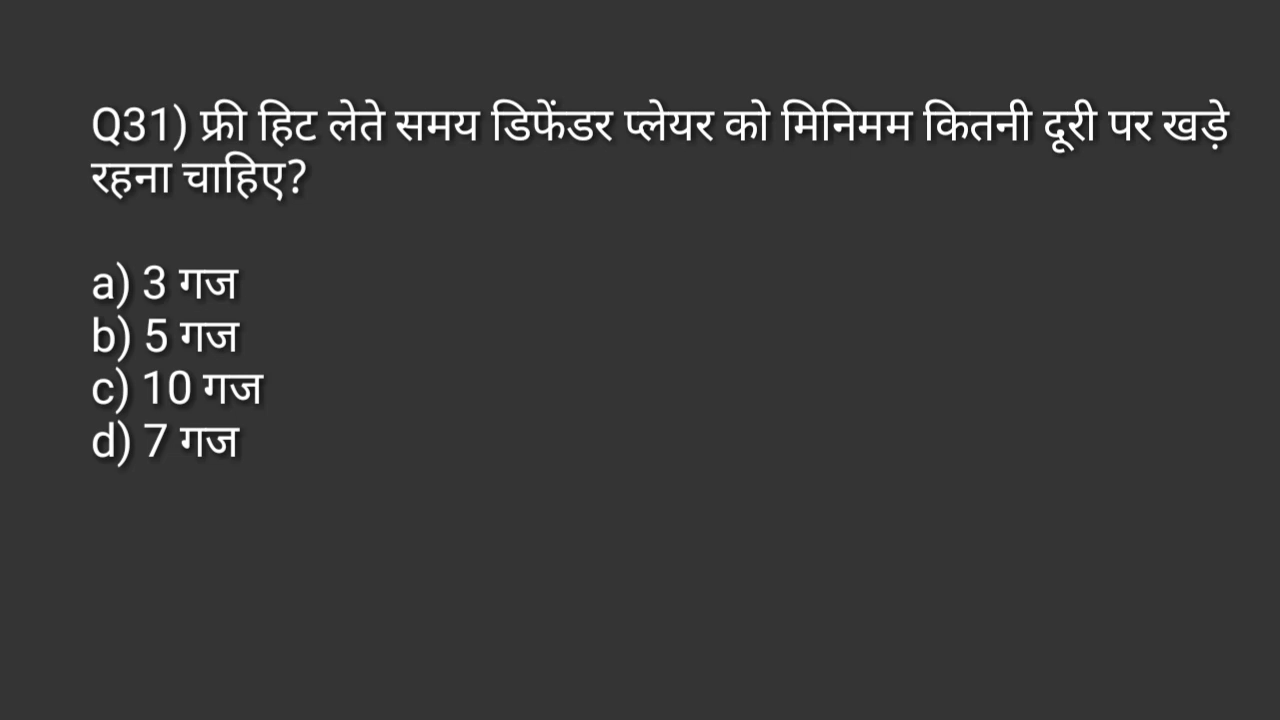 Q31) फ्री हिट लेते समय डिफेंडर प्लेयर को मिनिमम कितनी दूरी पर खड़े
रहना चाहिए?
a) 3 गज
b) 5 गज
c) 10 गज
d) 7 गज